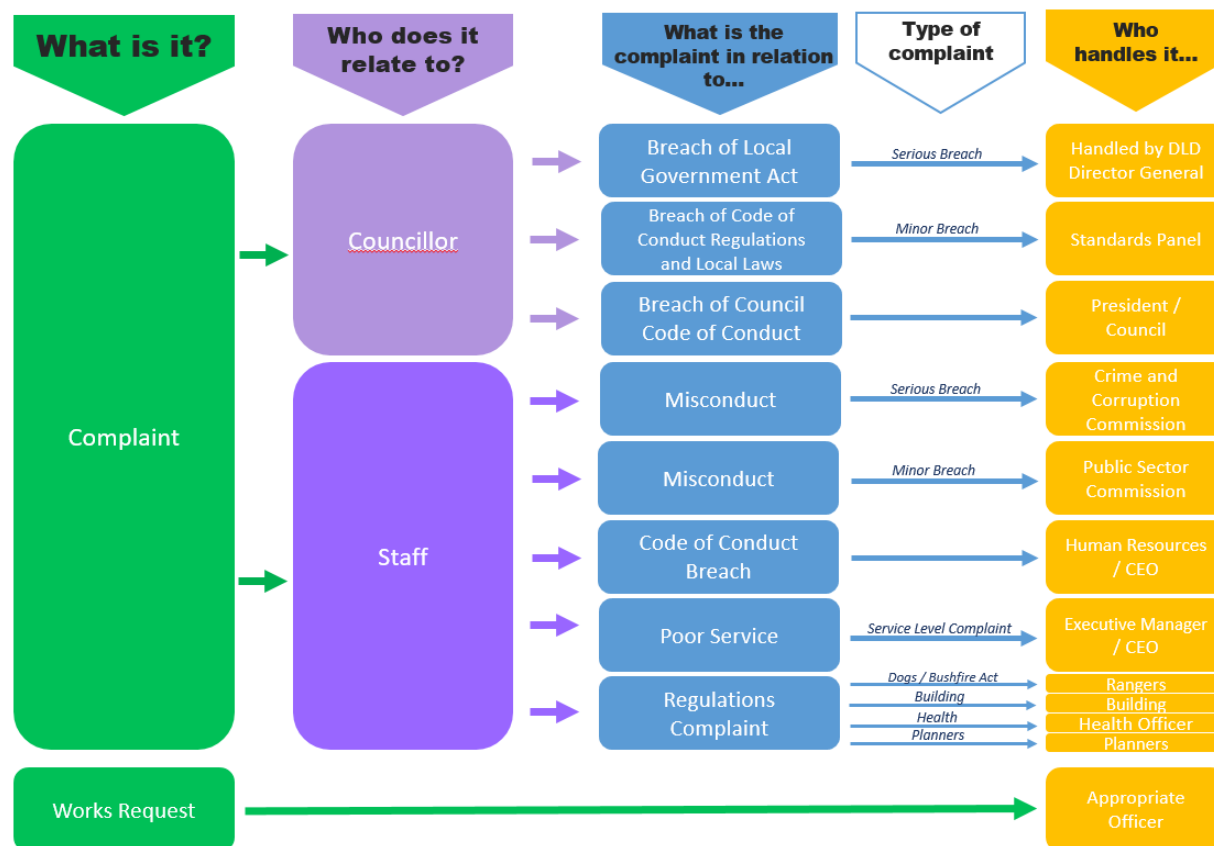 What is it?
Who does it
relate to?
What is the
complaint in relation
to...
Type of
complaint
Who
handles it...
Complaint
Councillor
Breach of Local
Government Act
Serious Breach
Handled by DLD
Director General
Breach of Code of
Conduct Regulations
and Local Laws
Minor Breach
Standards Panel
Breach of Council
Code of Conduct
President /
Council
Staff
Misconduct
Serious Breach
Crime and
Corruption
Commission
Misconduct
Minor Breach
Public Sector
Commission
Code of Conduct
Breach
Human Resources
/ CEO
Poor Service
Service Level Complaint
Executive Manager
/ CEO
Regulations
Complaint
Dogs / Bushfire Act
Rangers
Building
Building
Health
Health Officer
Planners
Planners
Works Request
Appropriate
Officer